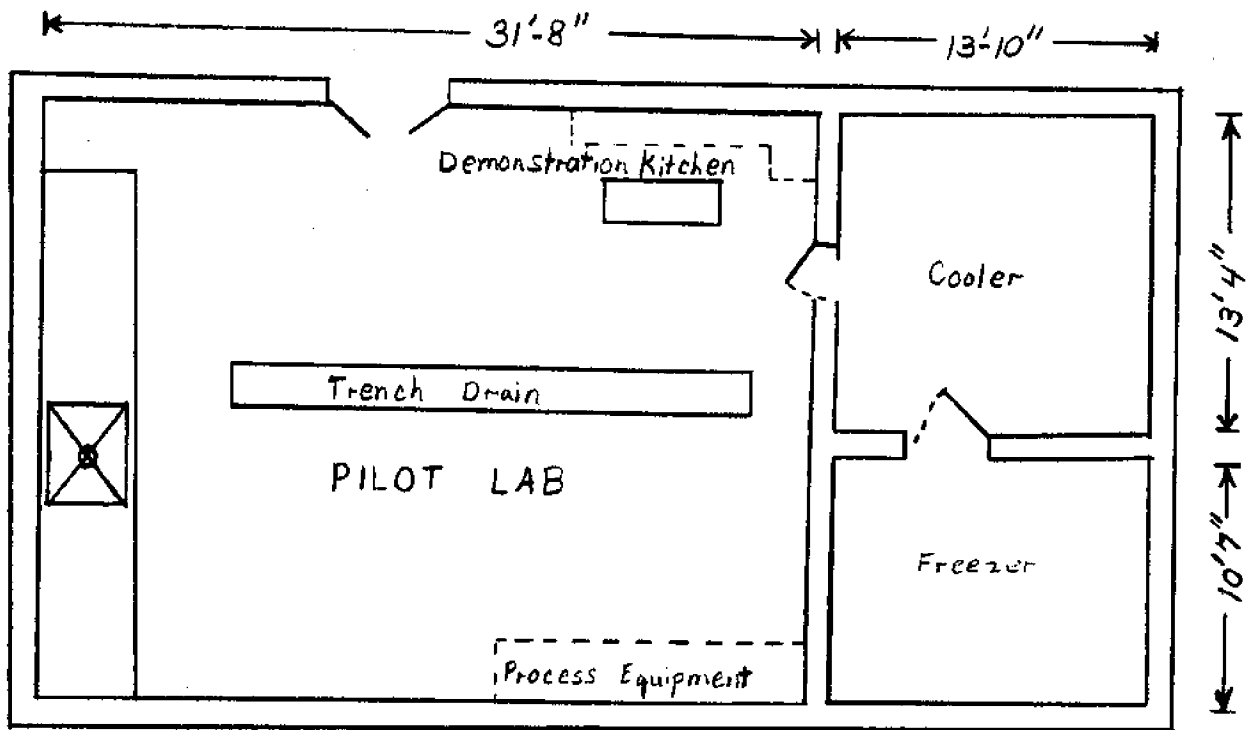 31'-8"
13'-10"
Demonstration Kitchen
Cooler
13'4"
Trench Drain
PILOT LAB
Freezer
10'7"
Process Equipment